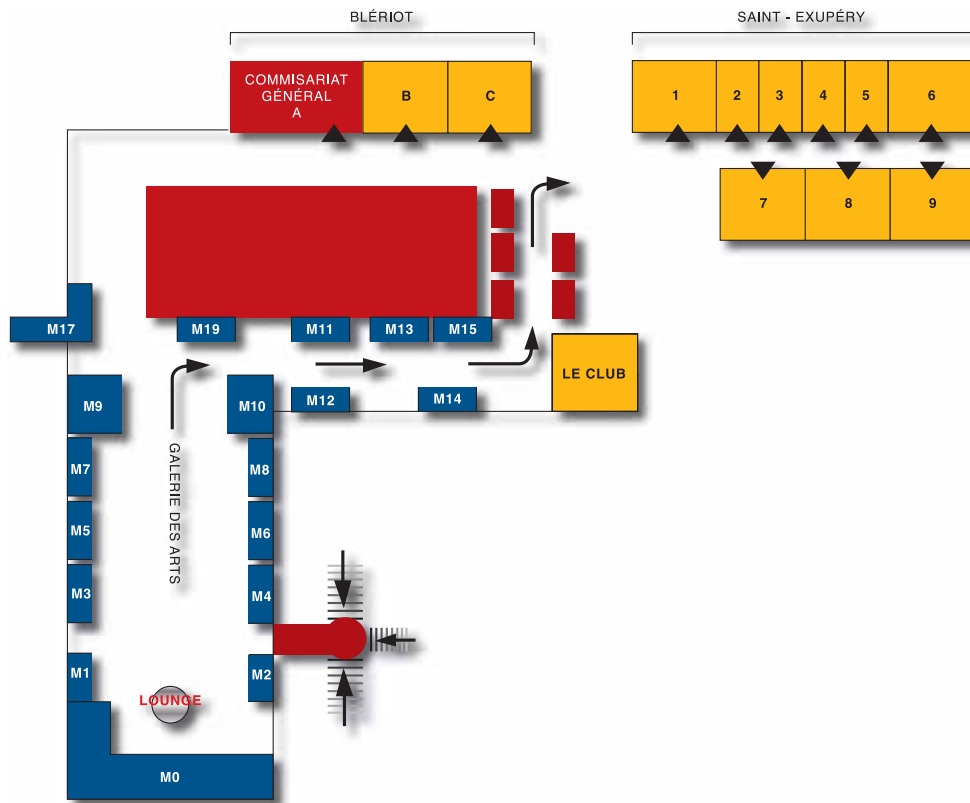 BLÉRIOT
SAINT - EXUPÉRY
COMMISARIAT
GÉNÉRAL
A
B
C
1
2
3
4
5
6
7
8
9
M17
M19
M11
M13
M15
LE CLUB
M9
M10
M12
M14
GALERIE DES ARTS
M7
M8
M5
M6
M3
M4
M1
M2
LOUNGE
M0